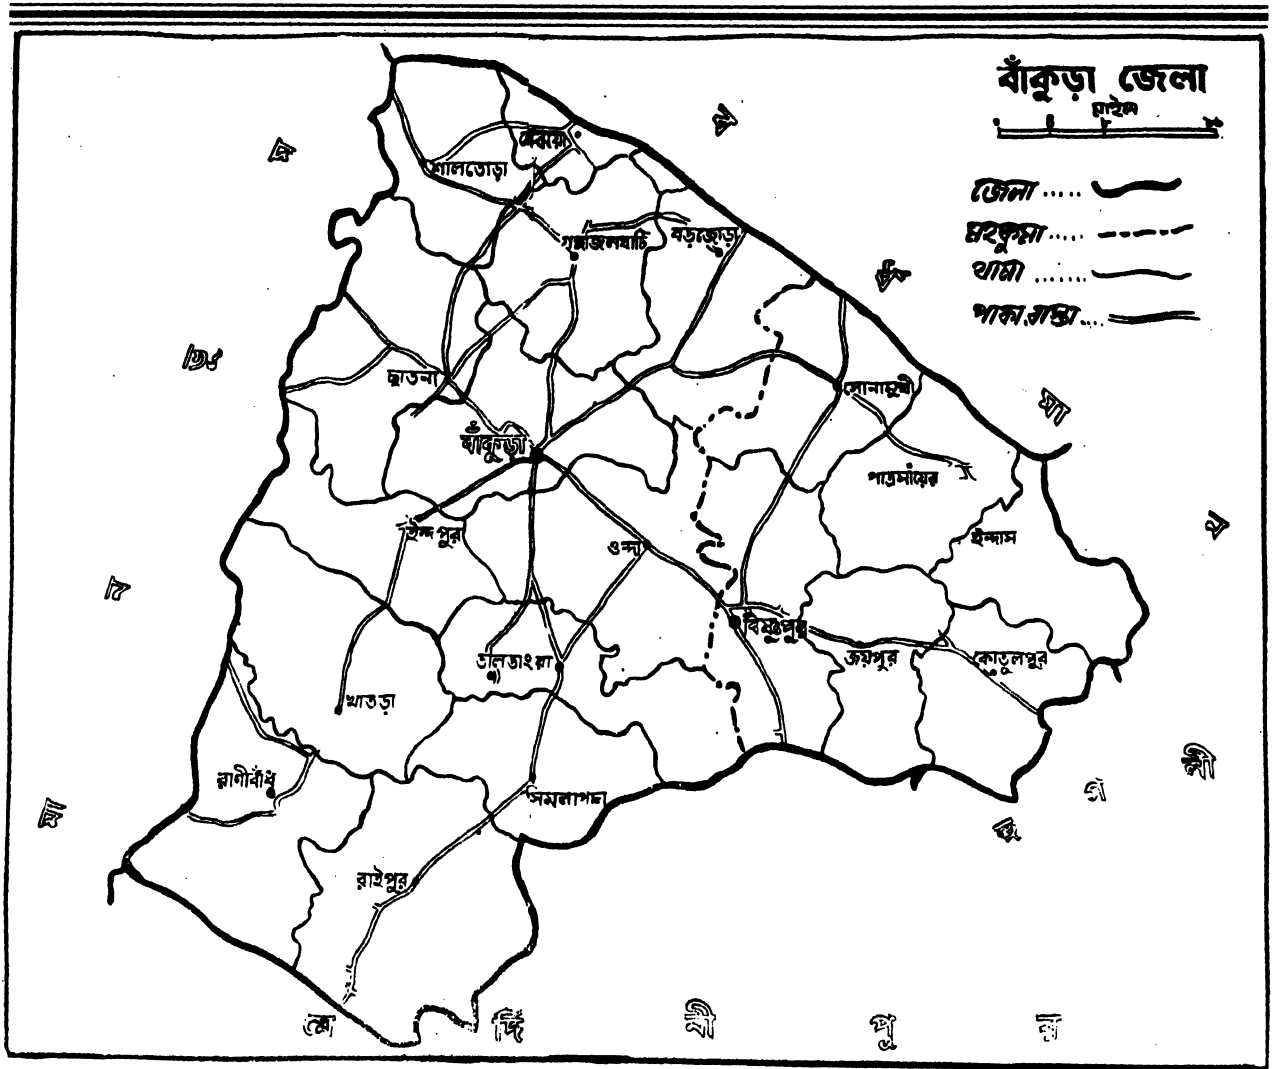 বাঁকুড়া জেলা
মাইল
জেলা .....
মহকুমা .....
থানা .......
পাকা রাস্তা ....
মেজিয়া
শালতোড়া
গঙ্গাজলঘাটি
বড়জোড়া
ছাতনা
সোনামুখী
বাঁকুড়া
পাত্রসায়ের
ইন্দপুর
ওন্দা
ইন্দাস
বিষ্ণুপুর
তালডাংরা
জয়পুর
কোতুলপুর
খাতড়া
রাণীবাঁধ
সিমলাপাল
রাইপুর
ব র্ধ মা ন
হু গ লী
মে দি নী পু র